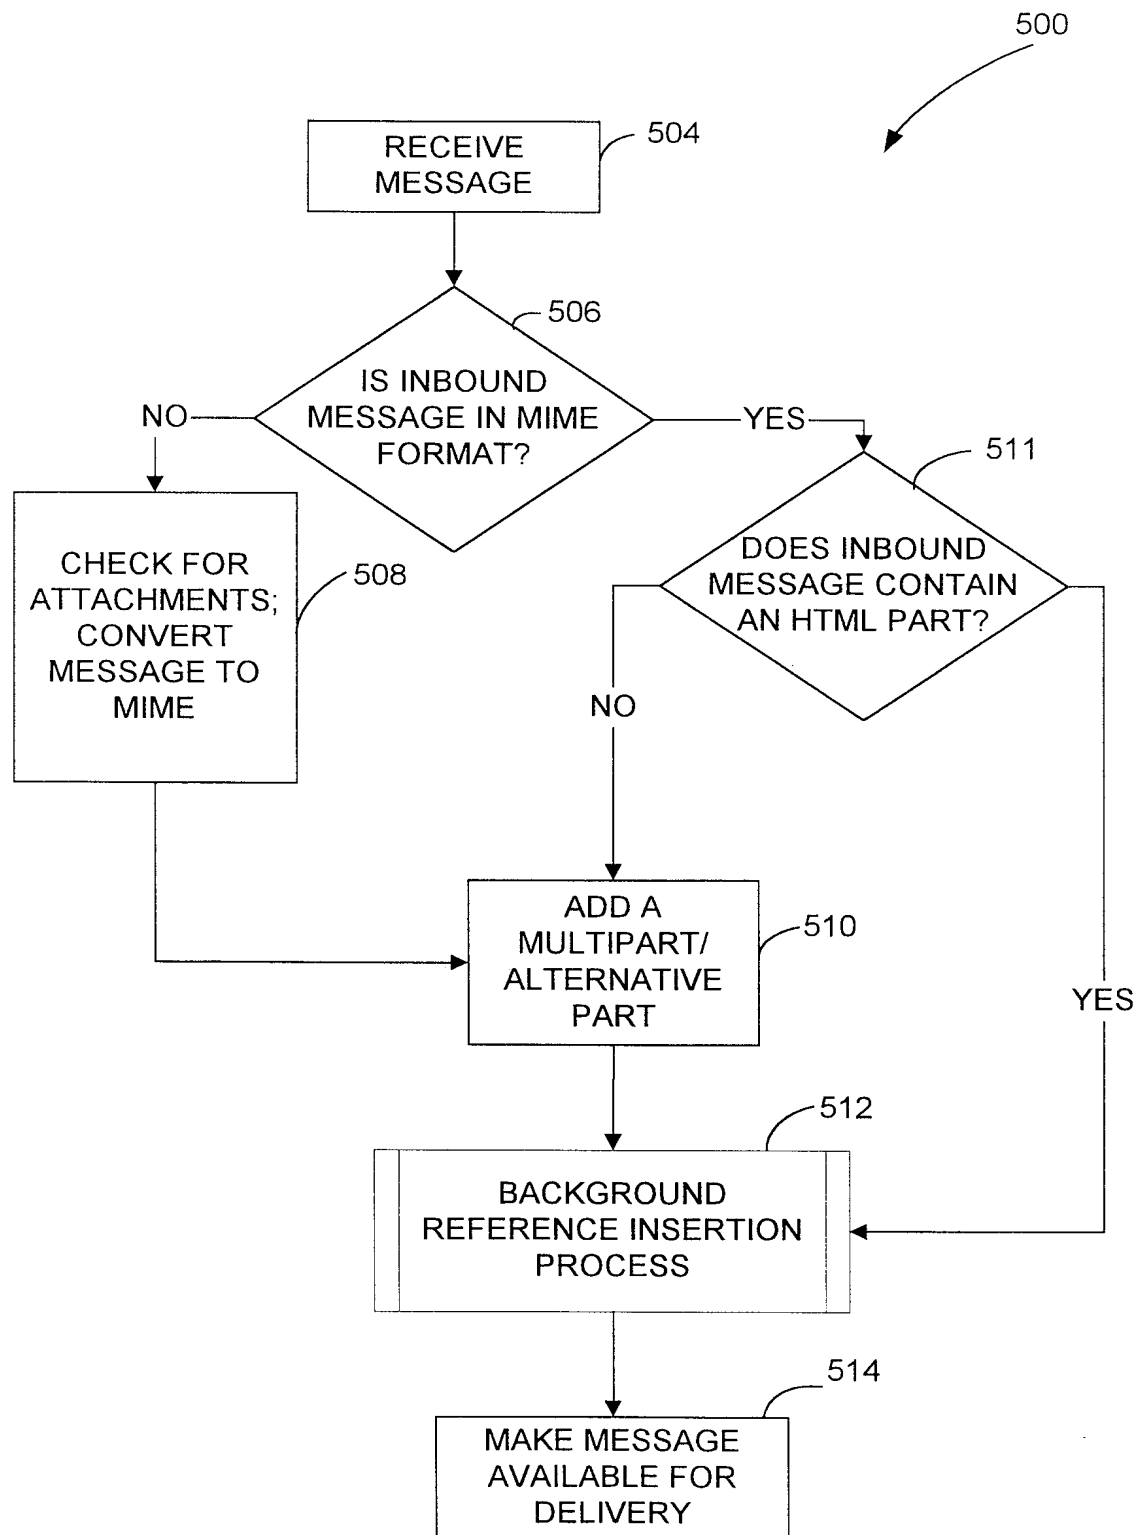 500
504
RECEIVE
MESSAGE
506
IS INBOUND
MESSAGE IN MIME
FORMAT?
NO
YES
511
DOES INBOUND
MESSAGE CONTAIN
AN HTML PART?
508
CHECK FOR
ATTACHMENTS;
CONVERT
MESSAGE TO
MIME
NO
510
ADD A
MULTIPART/
ALTERNATIVE
PART
YES
512
BACKGROUND
REFERENCE INSERTION
PROCESS
514
MAKE MESSAGE
AVAILABLE FOR
DELIVERY